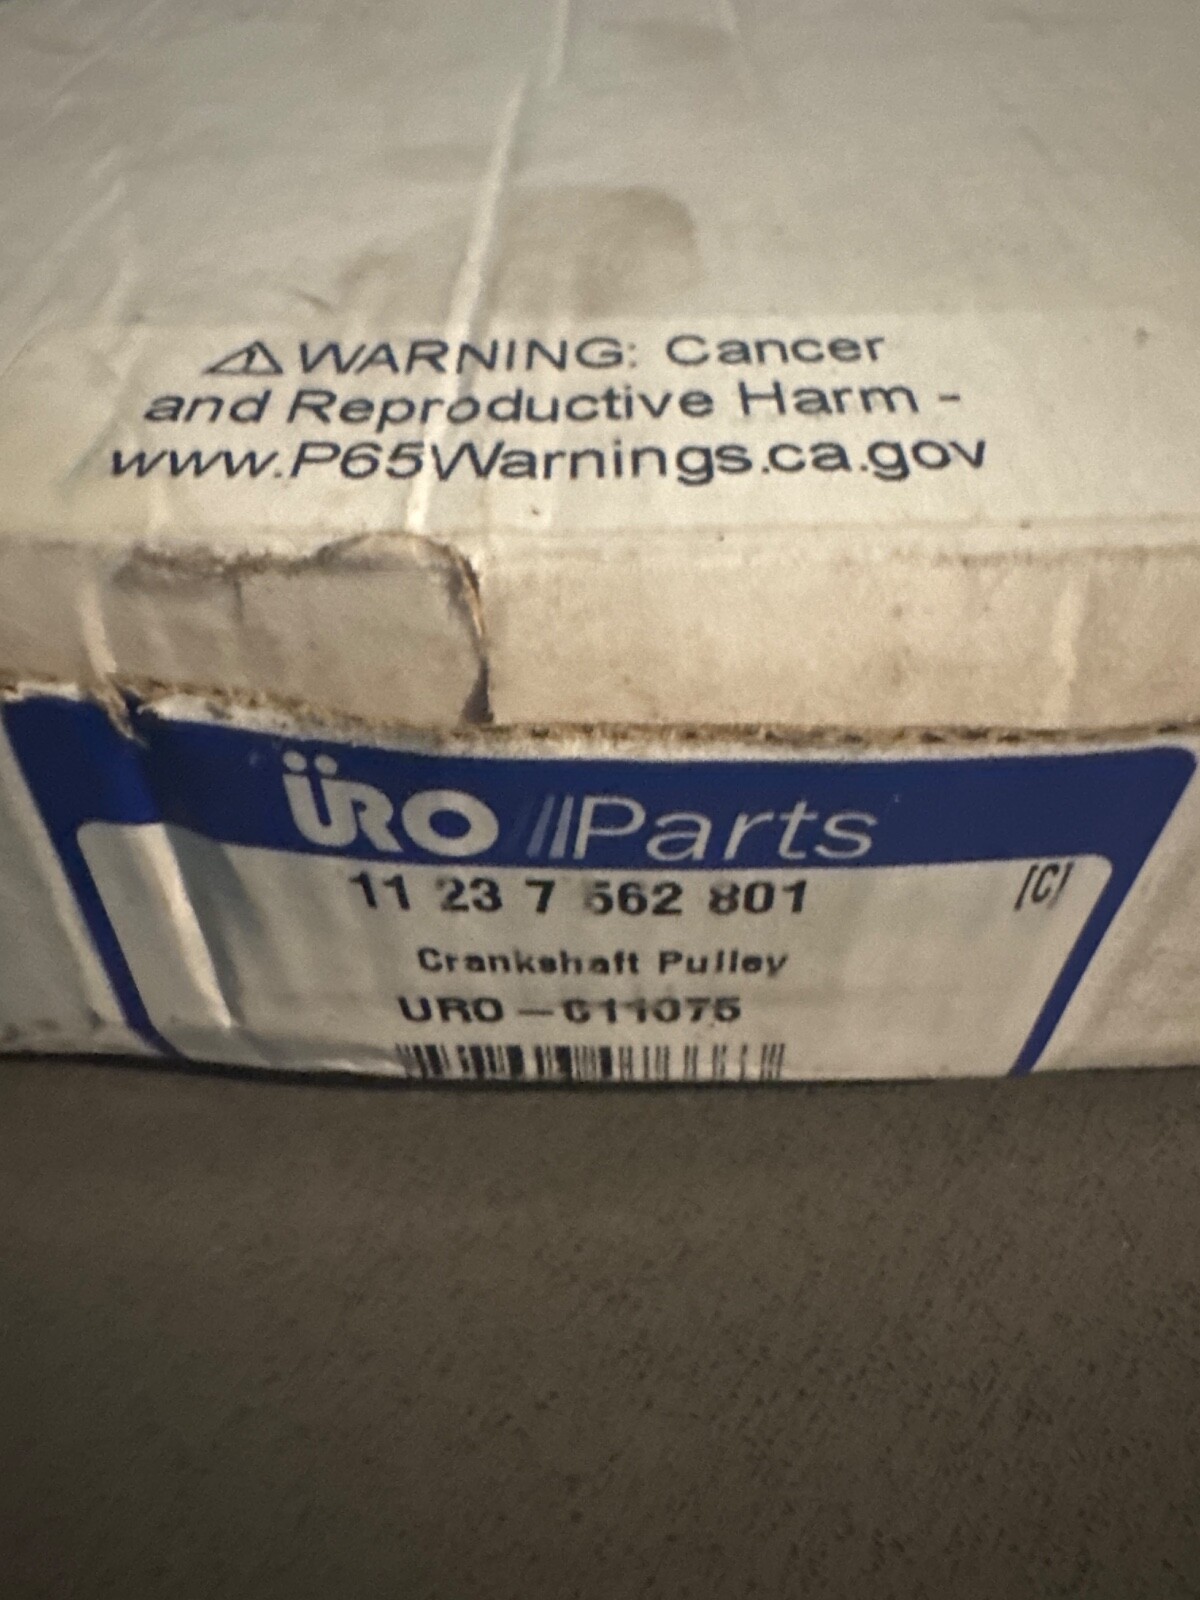 ⚠ WARNING: Cancer
and Reproductive Harm -
www.P65Warnings.ca.gov
ÜRO Parts
11 23 7 562 801
[C]
Crankshaft Pulley
URO-011075